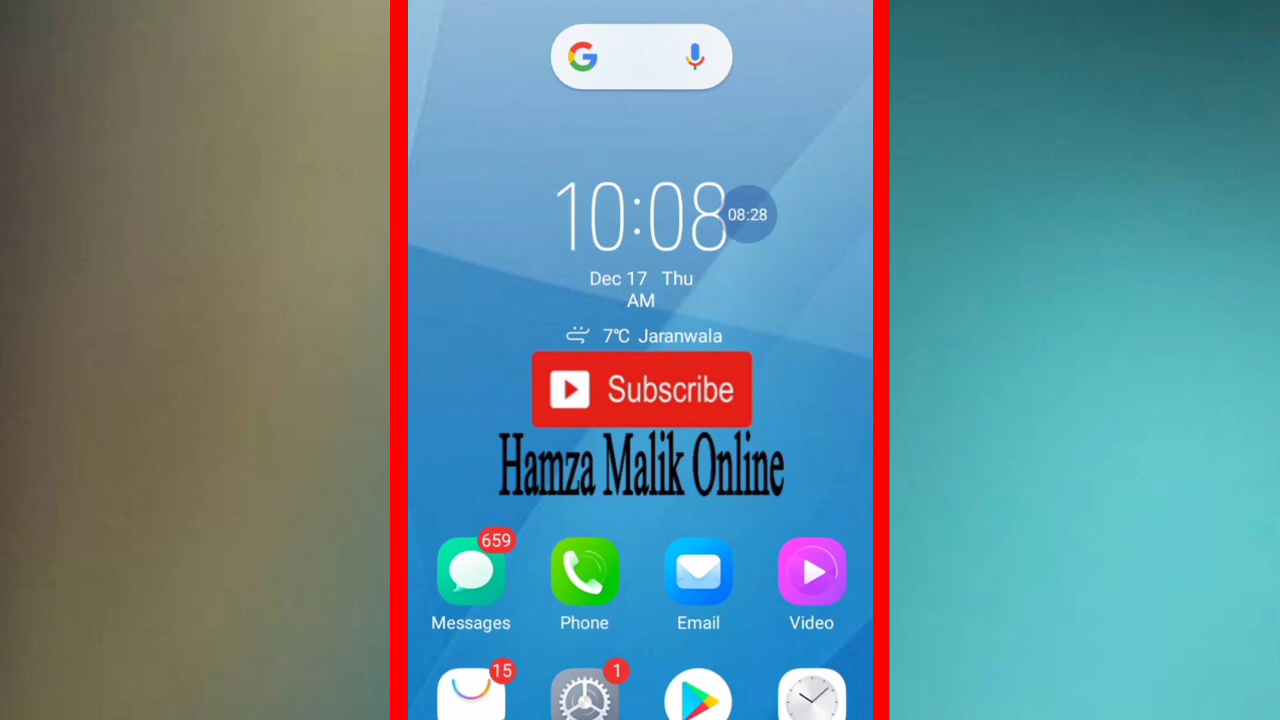 10:08
08:28
Dec 17 Thu
AM
7℃ Jaranwala
Subscribe
Hamza Malik Online
659
Messages Phone Email Video
15 1